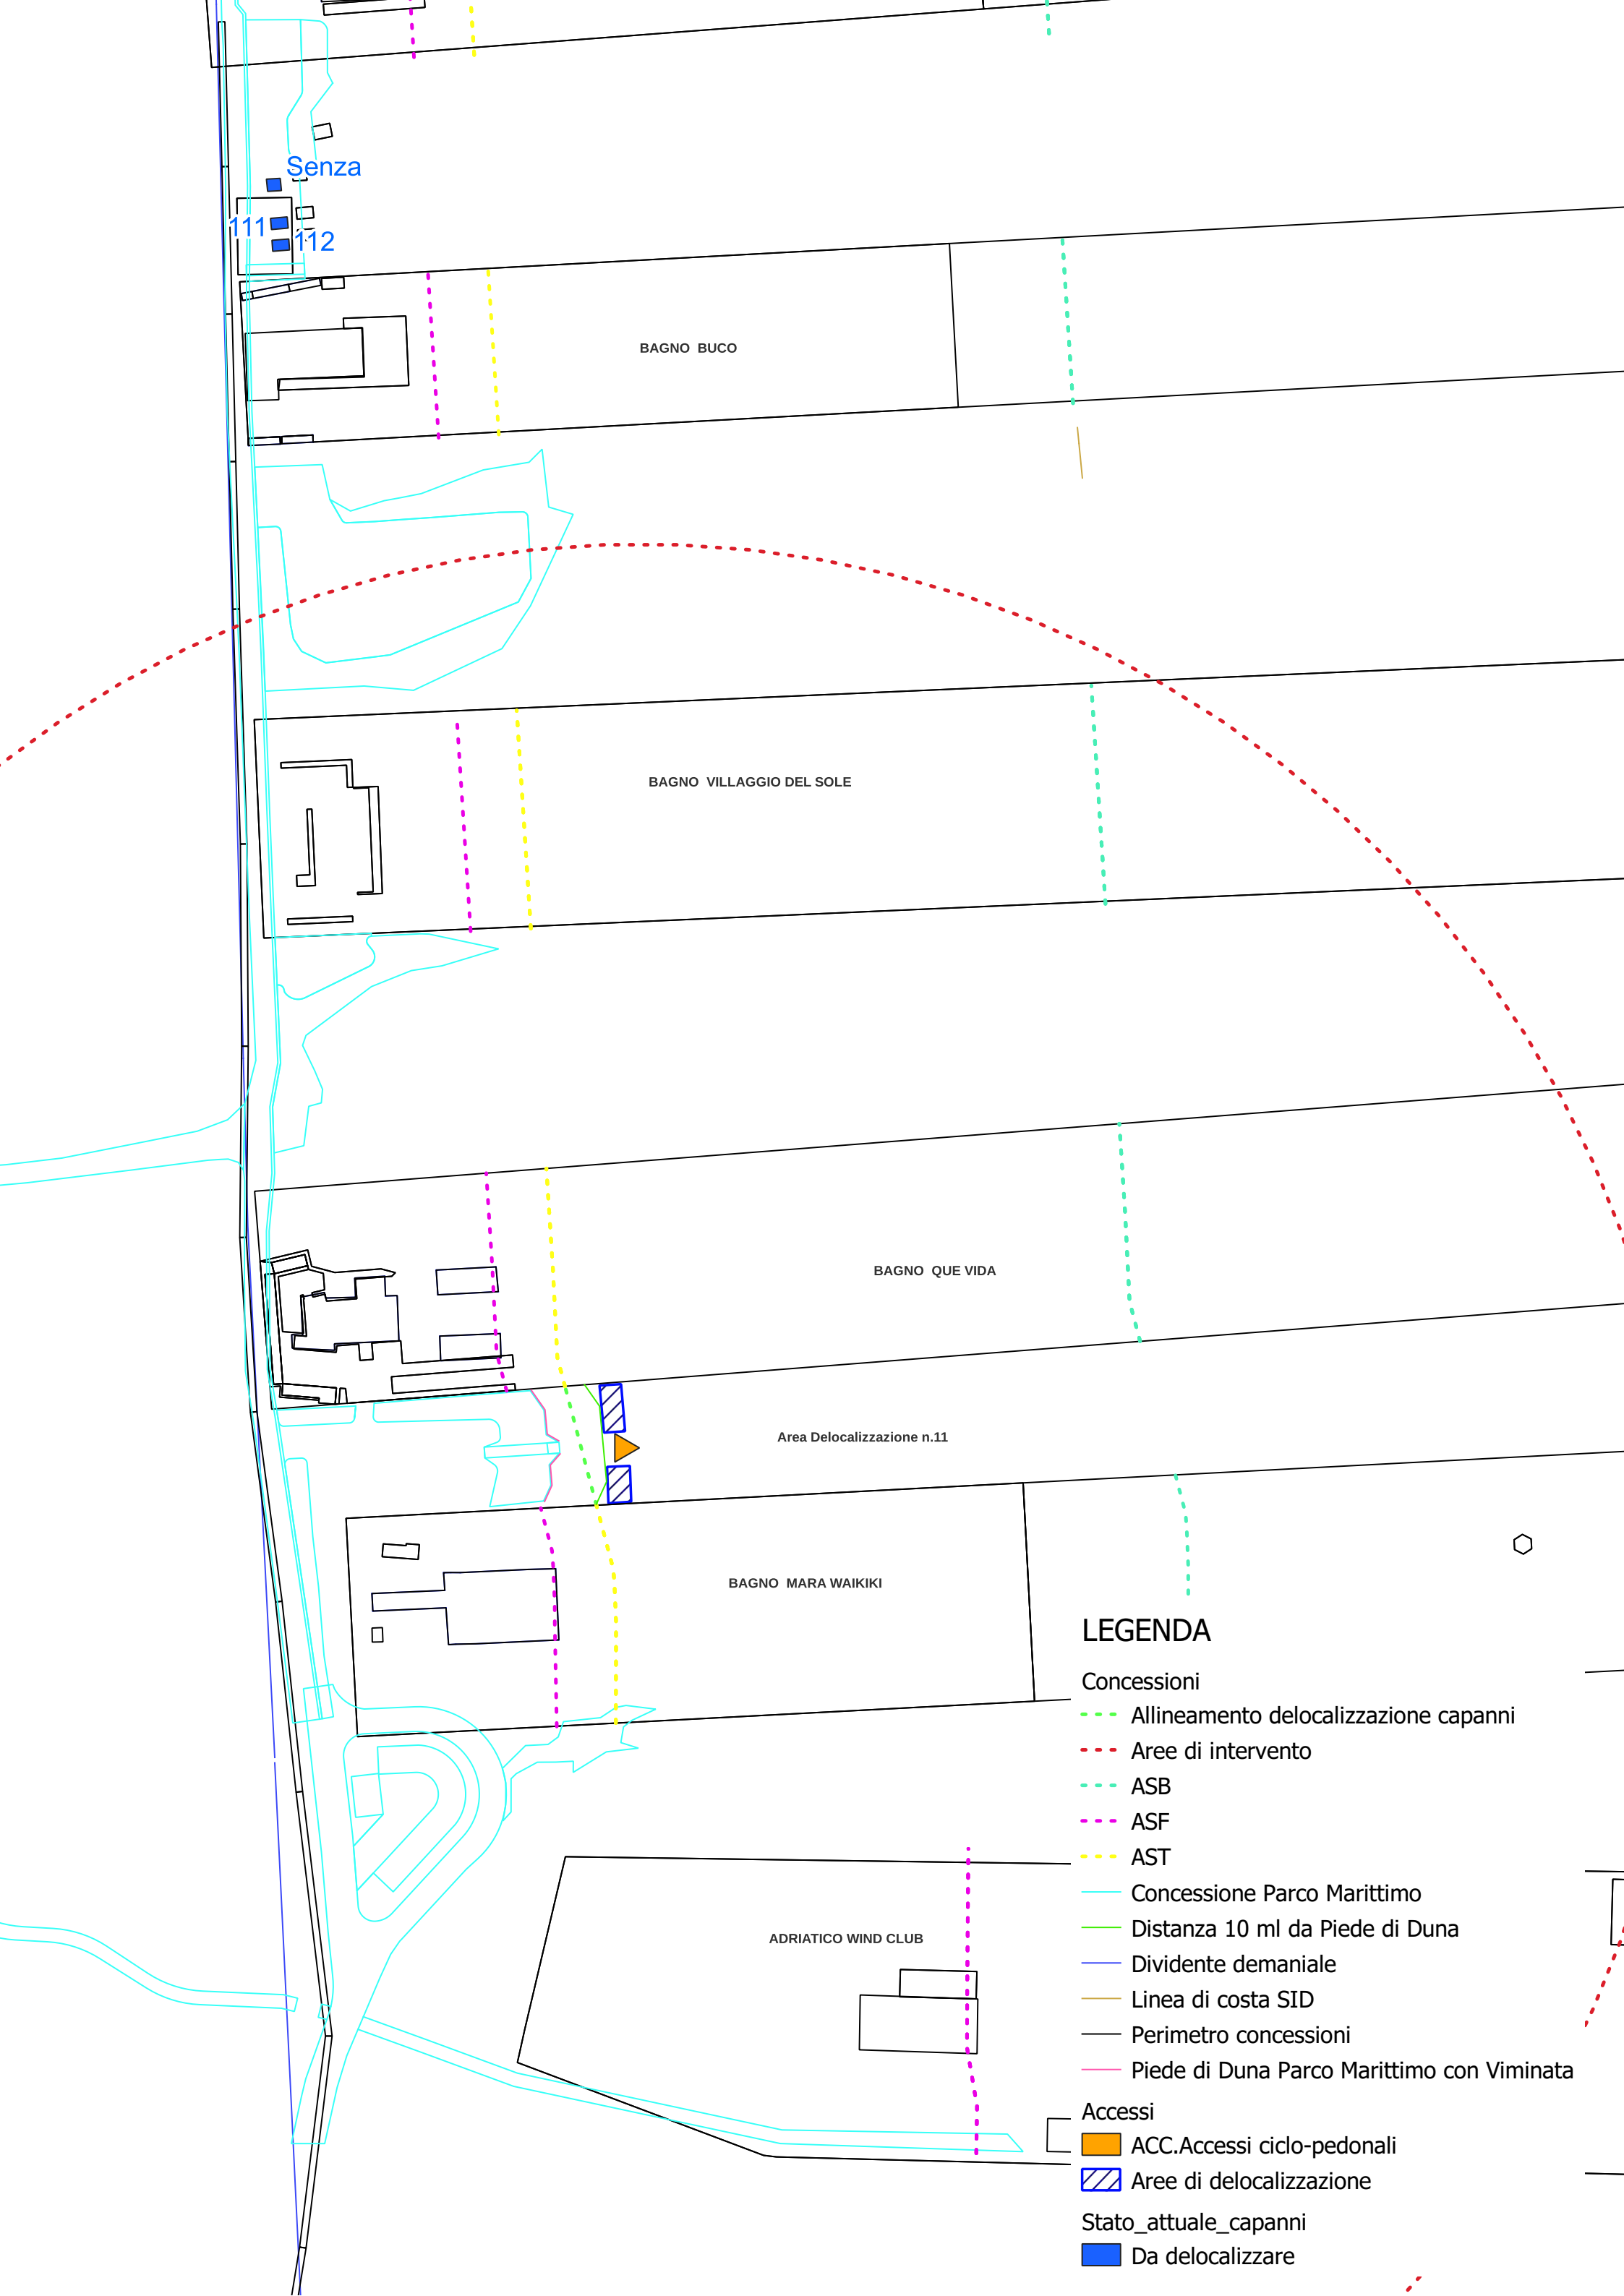 Senza
111
112
BAGNO BUCO
BAGNO VILLAGGIO DEL SOLE
BAGNO QUE VIDA
Area Delocalizzazione n.11
BAGNO MARA WAIKIKI
ADRIATICO WIND CLUB
LEGENDA
Concessioni
Allineamento delocalizzazione capanni
Aree di intervento
ASB
ASF
AST
Concessione Parco Marittimo
Distanza 10 ml da Piede di Duna
Dividente demaniale
Linea di costa SID
Perimetro concessioni
Piede di Duna Parco Marittimo con Viminata
Accessi
ACC.Accessi ciclo-pedonali
Aree di delocalizzazione
Stato_attuale_capanni
Da delocalizzare